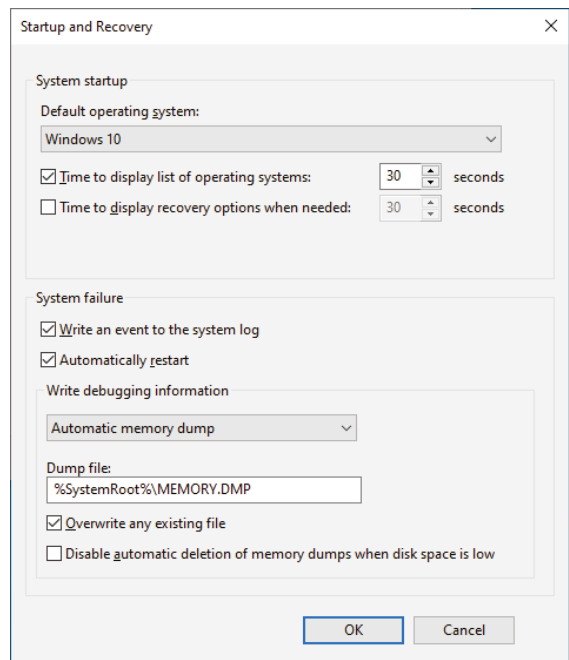 Startup and Recovery
System startup
Default operating system:
Windows 10
Time to display list of operating systems: 30 seconds
Time to display recovery options when needed: 30 seconds
System failure
Write an event to the system log
Automatically restart
Write debugging information
Automatic memory dump
Dump file:
%SystemRoot%\MEMORY.DMP
Overwrite any existing file
Disable automatic deletion of memory dumps when disk space is low
OK Cancel